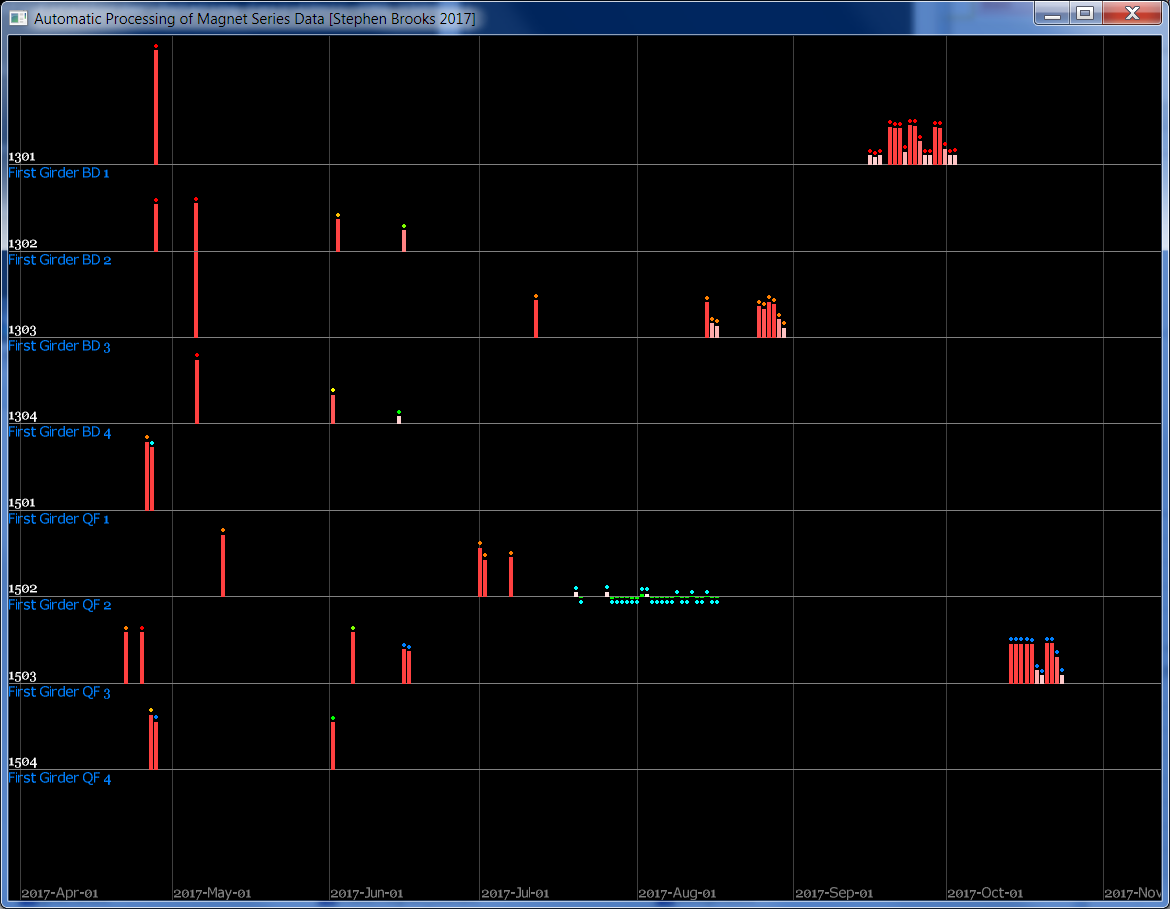 Automatic Processing of Magnet Series Data [Stephen Brooks 2017]
1301
First Girder BD 1
1302
First Girder BD 2
1303
First Girder BD 3
1304
First Girder BD 4
1501
First Girder QF 1
1502
First Girder QF 2
1503
First Girder QF 3
1504
First Girder QF 4
2017-Apr-01 2017-May-01 2017-Jun-01 2017-Jul-01 2017-Aug-01 2017-Sep-01 2017-Oct-01 2017-Nov